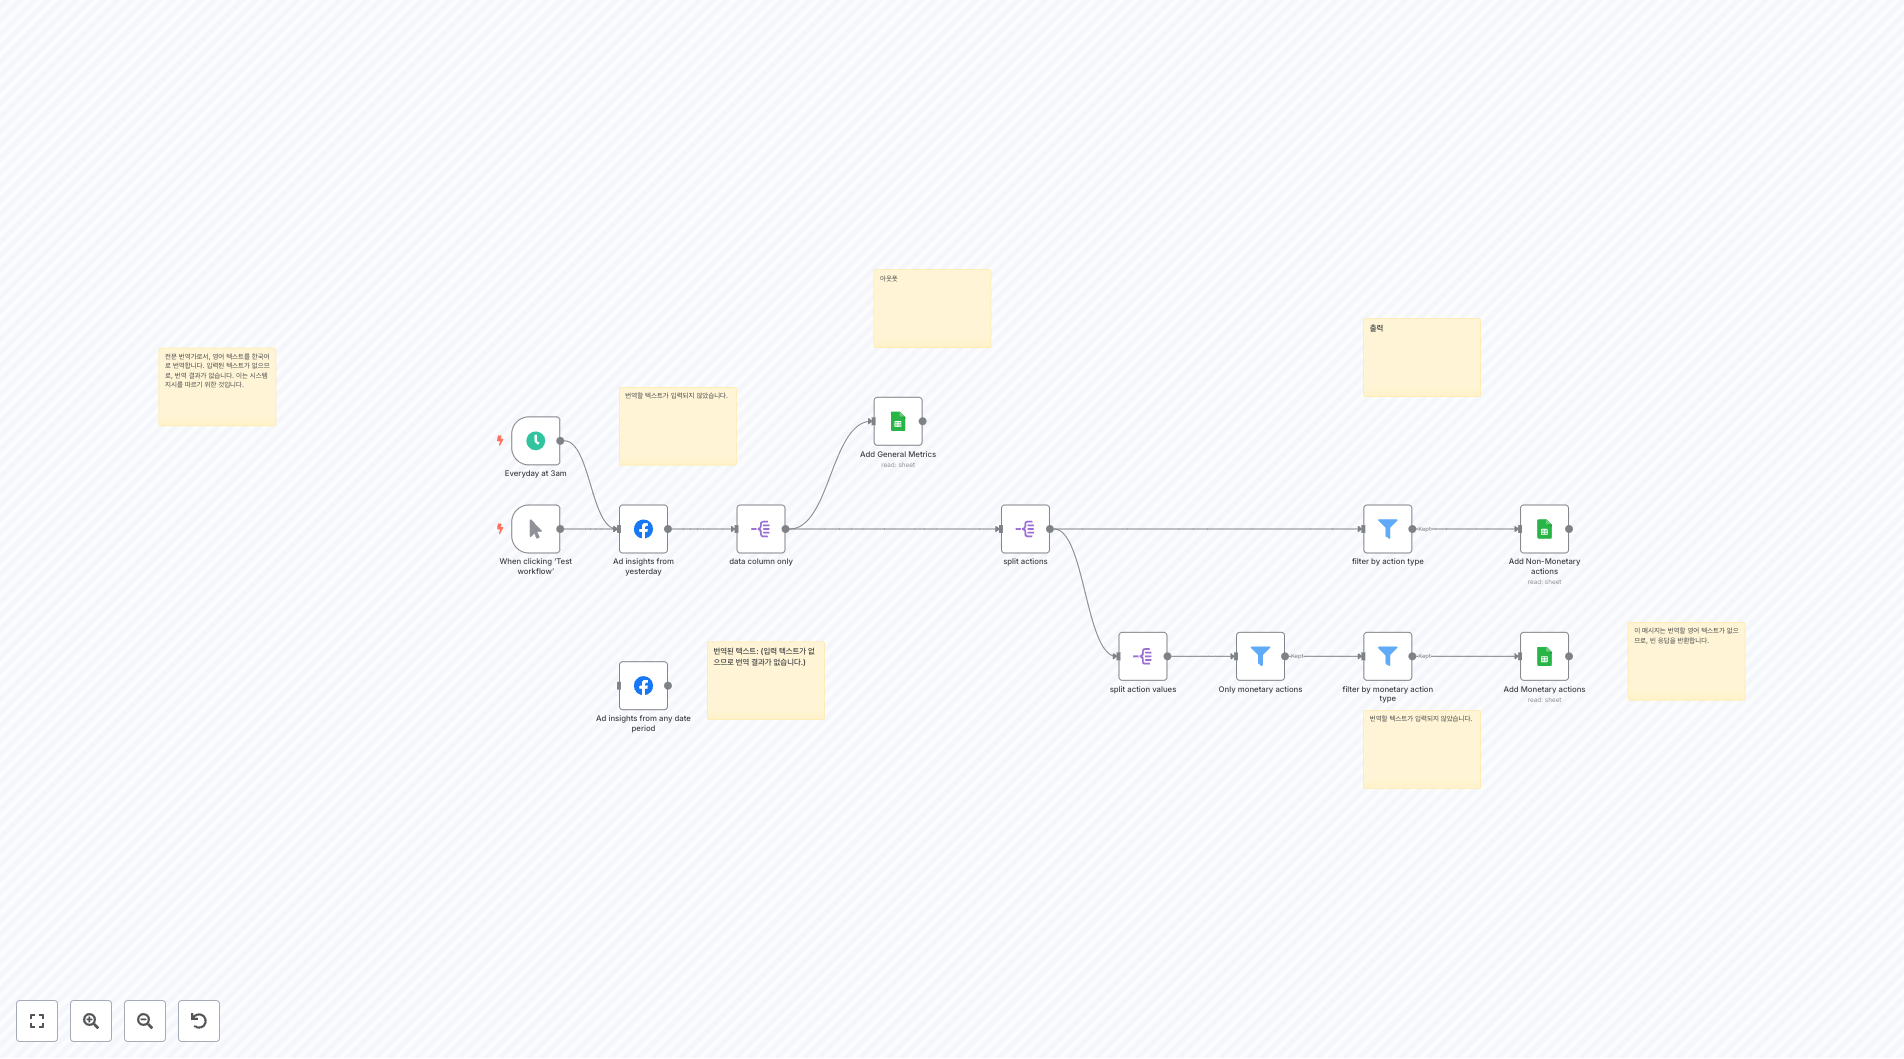 아웃풋
출력
전문 번역가로서, 영어 텍스트를 한국어
로 번역합니다. 입력된 텍스트가 없으므
로, 번역 결과가 없습니다. 이는 시스템
지시를 따르기 위한 것입니다.
번역할 텍스트가 입력되지 않았습니다.
Everyday at 3am
Add General Metrics
read: sheet
When clicking 'Test
workflow'
Ad insights from
yesterday
data column only
split actions
filter by action type
Kept
Add Non-Monetary
actions
read: sheet
번역된 텍스트: (입력 텍스트가 없
으므로 번역 결과가 없습니다.)
Ad insights from any date
period
split action values
Only monetary actions
Kept
filter by monetary action
type
Kept
Add Monetary actions
read: sheet
이 메시지는 번역할 영어 텍스트가 없으
므로, 빈 응답을 반환합니다.
번역할 텍스트가 입력되지 않았습니다.